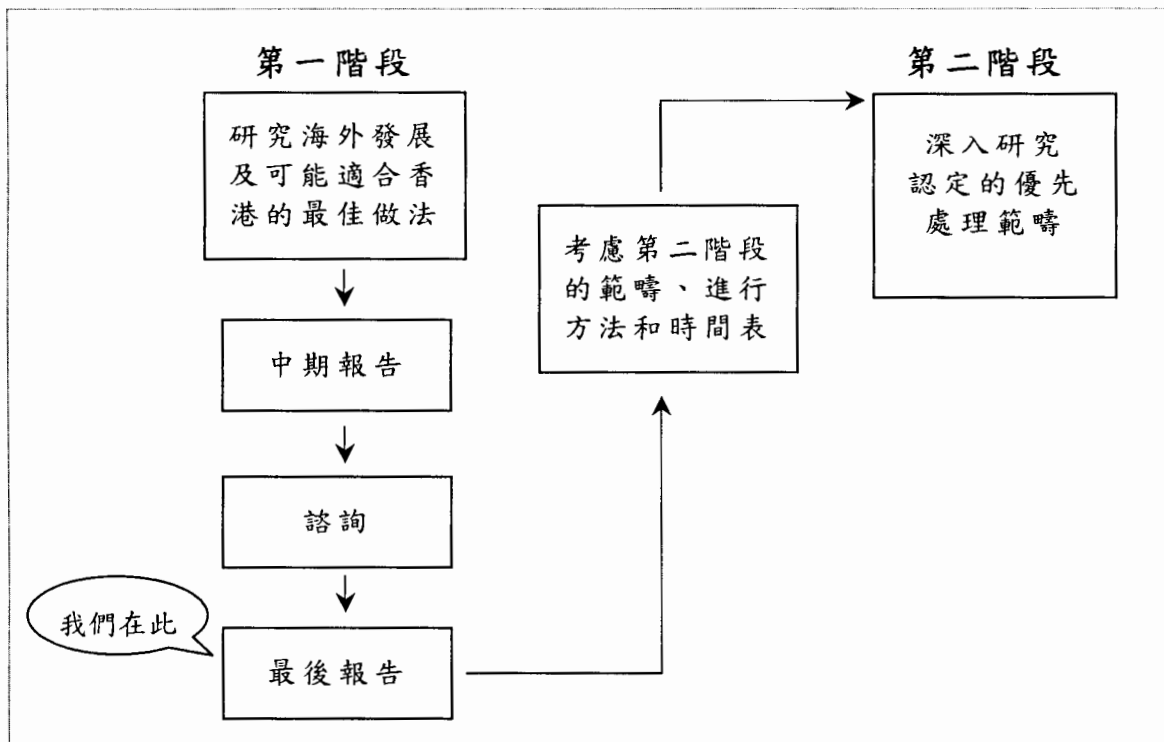 第一階段
研究海外發展
及可能適合香
港的最佳做法
中期報告
諮詢
我們在此
最後報告
考慮第二階段
的範疇、進行
方法和時間表
第二階段
深入研究
認定的優先
處理範疇